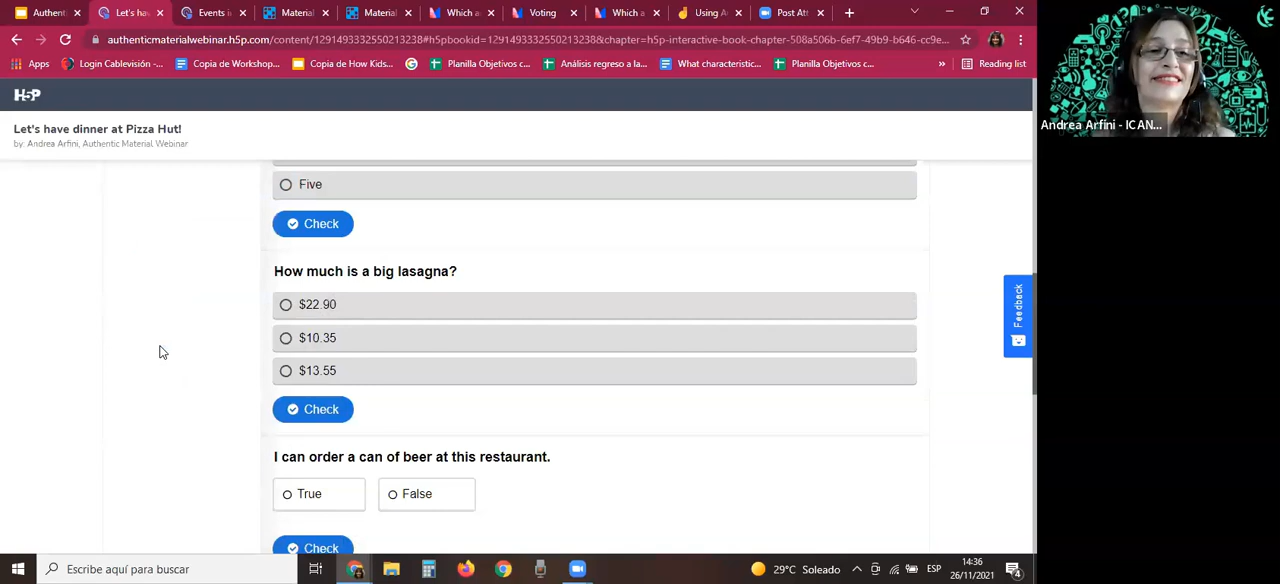 Authenti
Let's hav
Events i
Material
Material
Which a
Voting
Which a
Using A
Post Att
authenticmaterialwebinar.h5p.com/content/1291493332550213238#h5pbookid=1291493332550213238&chapter=h5p-interactive-book-chapter-508a506b-6ef7-49b9-b646-cc9e...
Apps
Login Cablevisión -...
Copia de Workshop...
Copia de How Kids...
Planilla Objetivos c...
Análisis regreso a la...
What characteristic...
Planilla Objetivos c...
»
Reading list
H5P
Let's have dinner at Pizza Hut!
by: Andrea Arfini, Authentic Material Webinar
Five
Check
How much is a big lasagna?
$22.90
$10.35
$13.55
Check
I can order a can of beer at this restaurant.
True
False
Check
Feedback
Andrea Arfini - ICAN...
Escribe aquí para buscar
29°C Soleado
ESP
14:36
26/11/2021
4